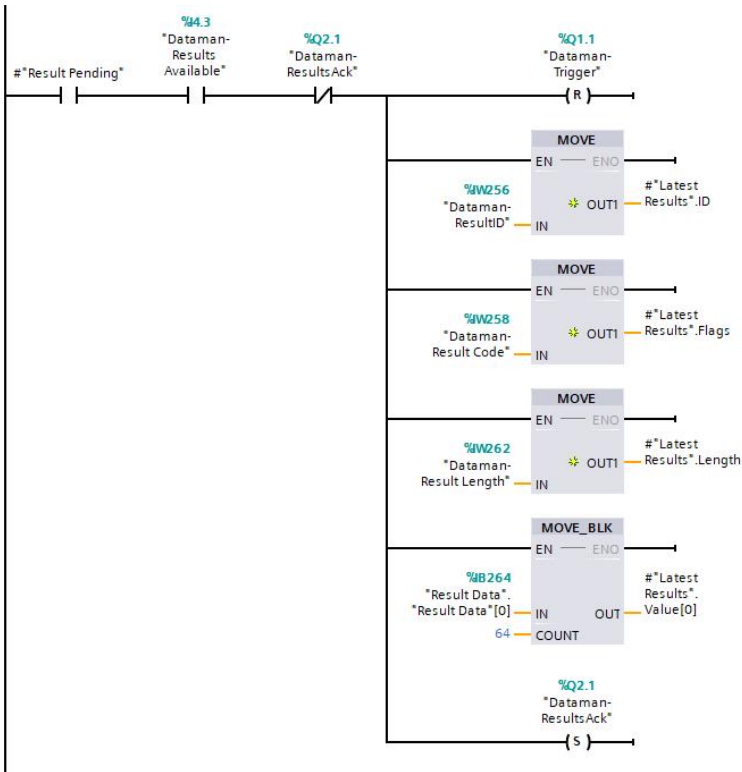 %I4.3
"Dataman-
Results
Available"
#"Result Pending"
%Q2.1
"Dataman-
ResultsAck"
%Q1.1
"Dataman-
Trigger"
R
MOVE
EN
ENO
%IW256
"Dataman-
ResultID"
IN
OUT1
#"Latest
Results".ID
MOVE
EN
ENO
%IW258
"Dataman-
Result Code"
IN
OUT1
#"Latest
Results".Flags
MOVE
EN
ENO
%IW262
"Dataman-
Result Length"
IN
OUT1
#"Latest
Results".Length
MOVE_BLK
EN
ENO
%IB264
"Result Data".
"Result Data"[0]
IN
64
COUNT
OUT
#"Latest
Results".
Value[0]
%Q2.1
"Dataman-
ResultsAck"
S